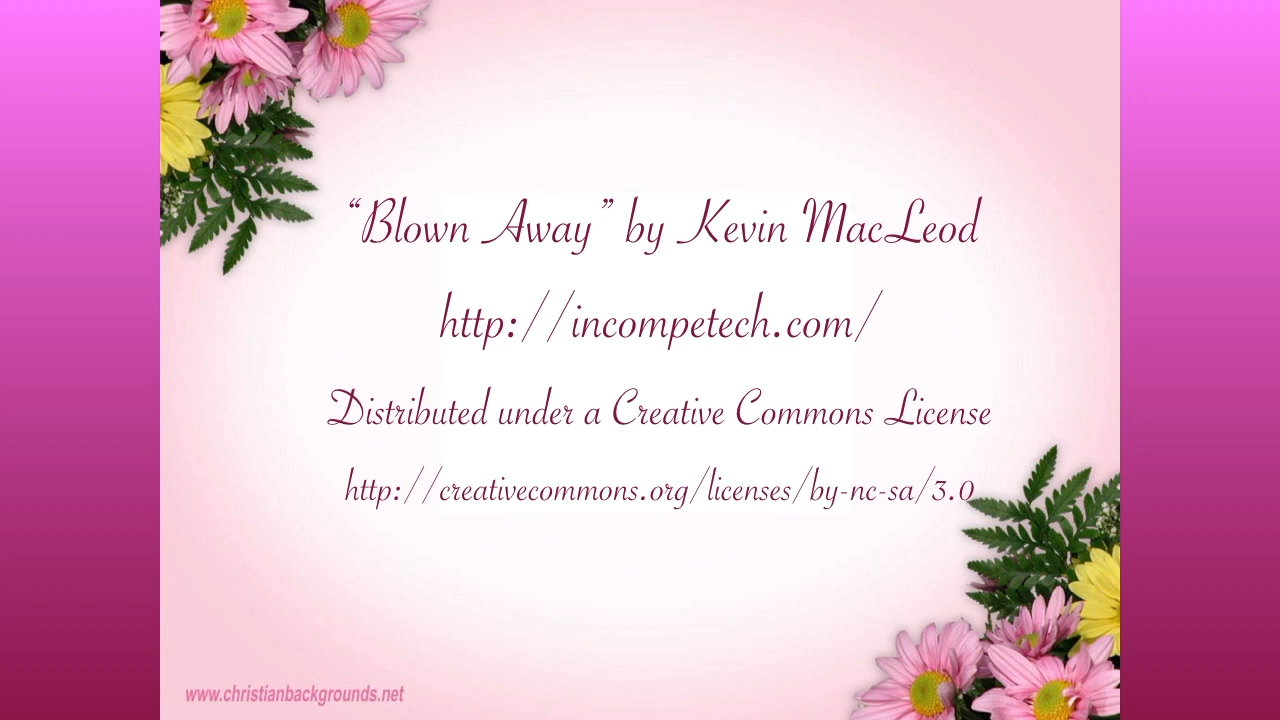 “Blown Away” by Kevin MacLeod
http://incompetech.com/
Distributed under a Creative Commons License
http://creativecommons.org/licenses/by-nc-sa/3.0
www.christianbackgrounds.net